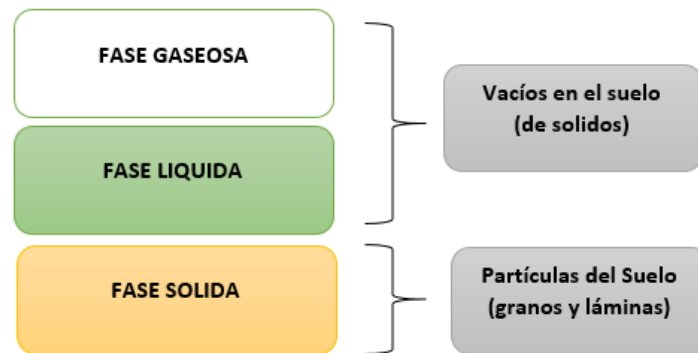 FASE GASEOSA
Vacíos en el suelo
(de solidos)
FASE LIQUIDA
FASE SOLIDA
Partículas del Suelo
(granos y láminas)